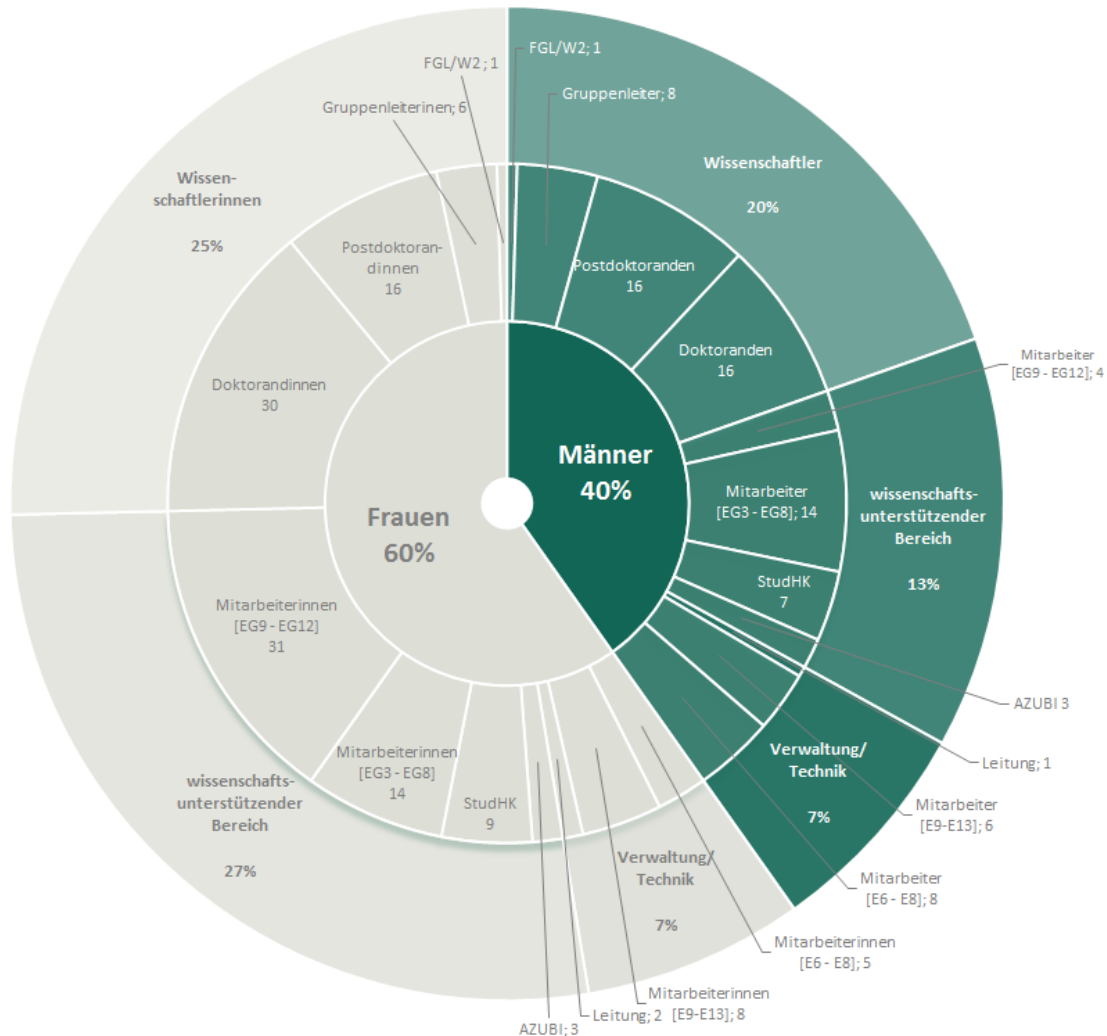 FGL/W2; 1
Gruppenleiter; 8
Wissenschaftler
20%
Postdoktoranden
16
Doktoranden
16
Männer
40%
Mitarbeiter
[EG9 - EG12]; 4
Mitarbeiter
[EG3 - EG8]; 14
StudHK
7
wissenschafts-
unterstützender
Bereich
13%
AZUBI 3
Leitung; 1
Verwaltung/
Technik
7%
Mitarbeiter
[E9-E13]; 6
Mitarbeiter
[E6 - E8]; 8
Mitarbeiterinnen
[E6 - E8]; 5
Mitarbeiterinnen
[E9-E13]; 8
Verwaltung/
Technik
7%
Leitung; 2
AZUBI; 3
StudHK
9
Mitarbeiterinnen
[EG3 - EG8]
14
wissenschafts-
unterstützender
Bereich
27%
Mitarbeiterinnen
[EG9 - EG12]
31
Frauen
60%
Doktorandinnen
30
Postdoktoran-
dinnen
16
Wissen-
schaftlerinnen
25%
Gruppenleiterinen; 6
FGL/W2 ; 1